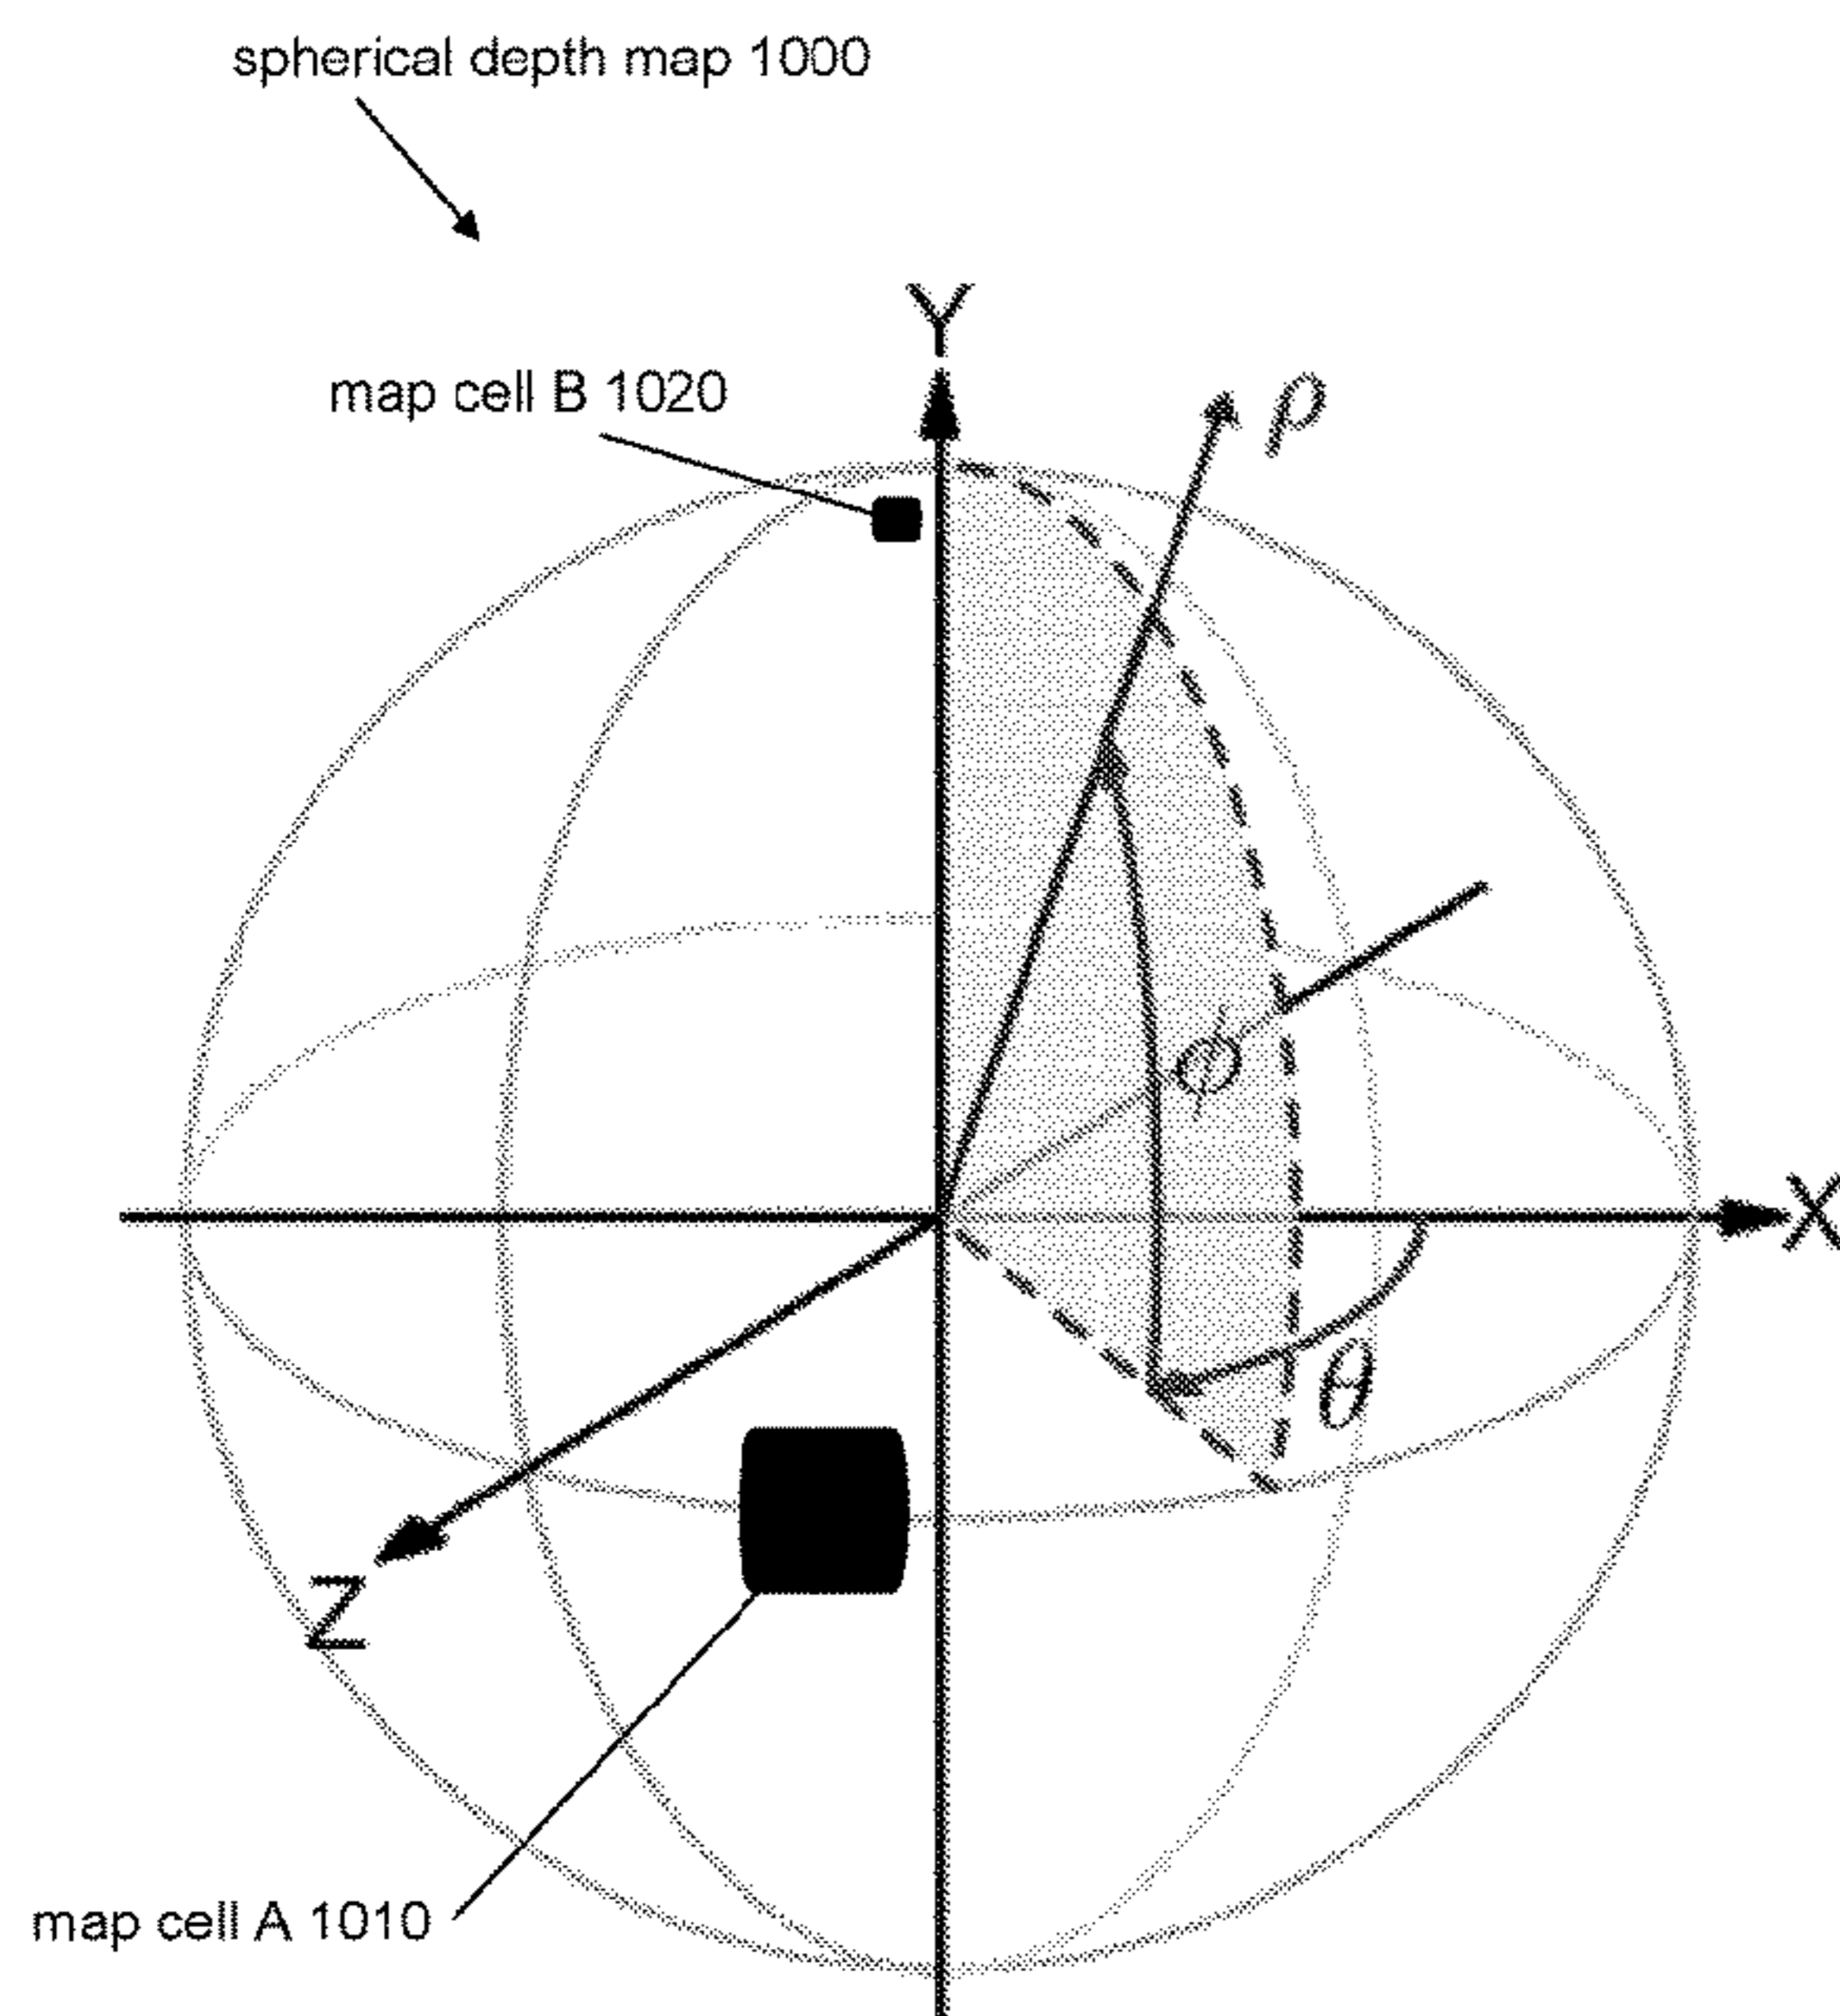 spherical depth map 1000
Y
map cell B 1020
ρ
ϕ
X
θ
Z
map cell A 1010